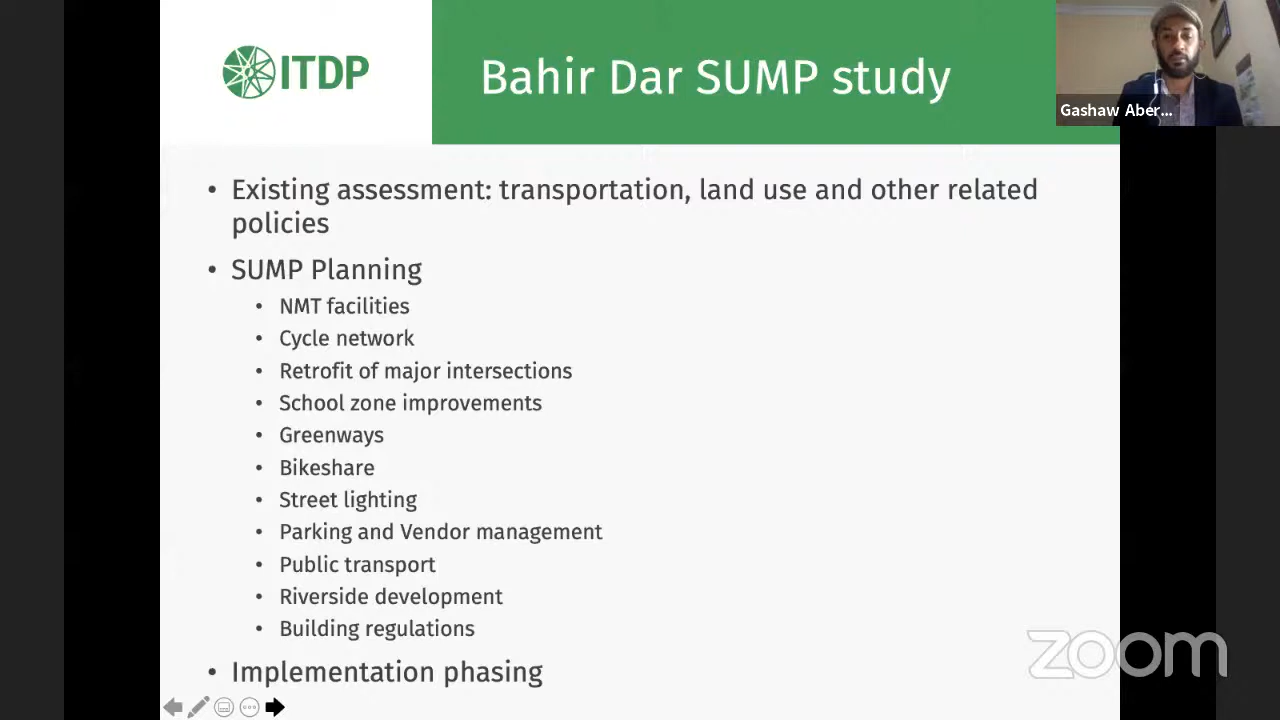 ITDP
Bahir Dar SUMP study
Gashaw Aber...
• Existing assessment: transportation, land use and other related
policies
• SUMP Planning
• NMT facilities
• Cycle network
• Retrofit of major intersections
• School zone improvements
• Greenways
• Bikeshare
• Street lighting
• Parking and Vendor management
• Public transport
• Riverside development
• Building regulations
• Implementation phasing
zoom